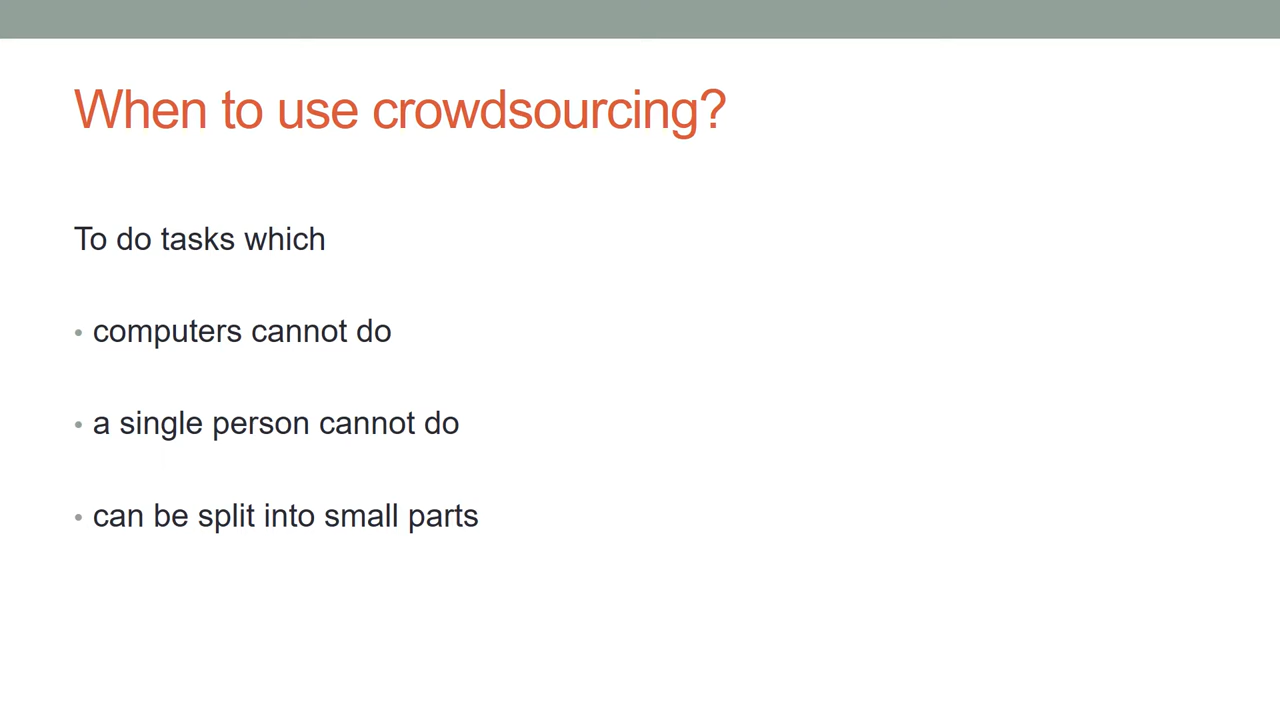 When to use crowdsourcing?
To do tasks which
• computers cannot do
• a single person cannot do
• can be split into small parts